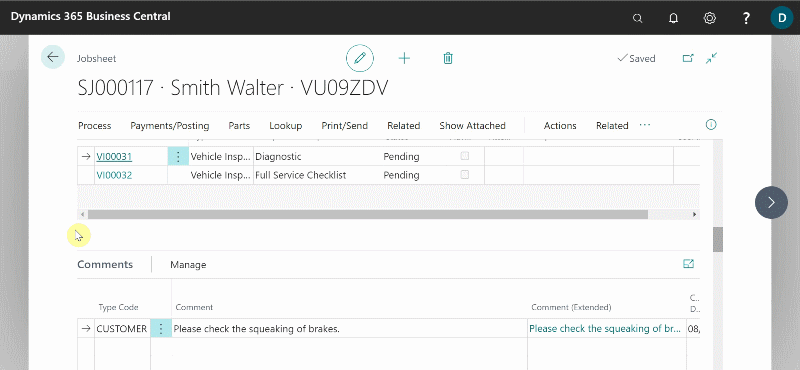 Dynamics 365 Business Central
?
D
Jobsheet
Saved
SJ000117 · Smith Walter · VU09ZDV
Process Payments/Posting Parts Lookup Print/Send Related Show Attached Actions Related ···
VI00031 Vehicle Insp... Diagnostic Pending
VI00032 Vehicle Insp... Full Service Checklist Pending
Comments Manage
Type Code Comment Comment (Extended) C... D...
CUSTOMER Please check the squeaking of brakes. Please check the squeaking of br... 08,